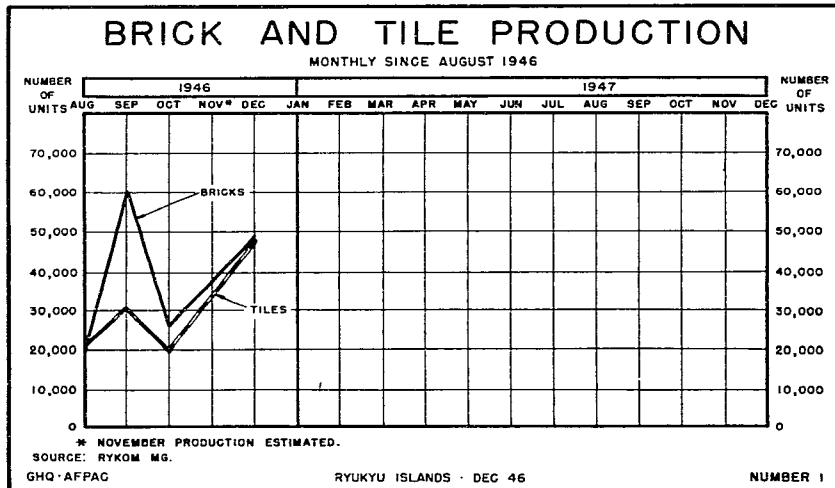 BRICK AND TILE PRODUCTION
MONTHLY SINCE AUGUST 1946
NUMBER OF UNITS
1946
1947
NUMBER OF UNITS
AUG SEP OCT NOV* DEC JAN FEB MAR APR MAY JUN JUL AUG SEP OCT NOV DEC
70,000 70,000
60,000 BRICKS 60,000
50,000 50,000
40,000 40,000
30,000 TILES 30,000
20,000 20,000
10,000 10,000
0 0
* NOVEMBER PRODUCTION ESTIMATED.
SOURCE: RYKOM MG.
GHQ·AFPAC RYUKYU ISLANDS · DEC 46 NUMBER 1